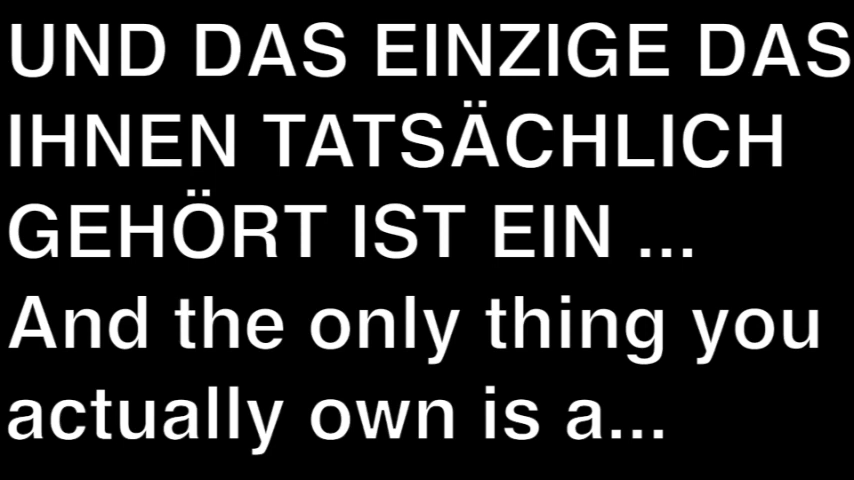 UND DAS EINZIGE DAS
IHNEN TATSÄCHLICH
GEHÖRT IST EIN ...
And the only thing you
actually own is a...